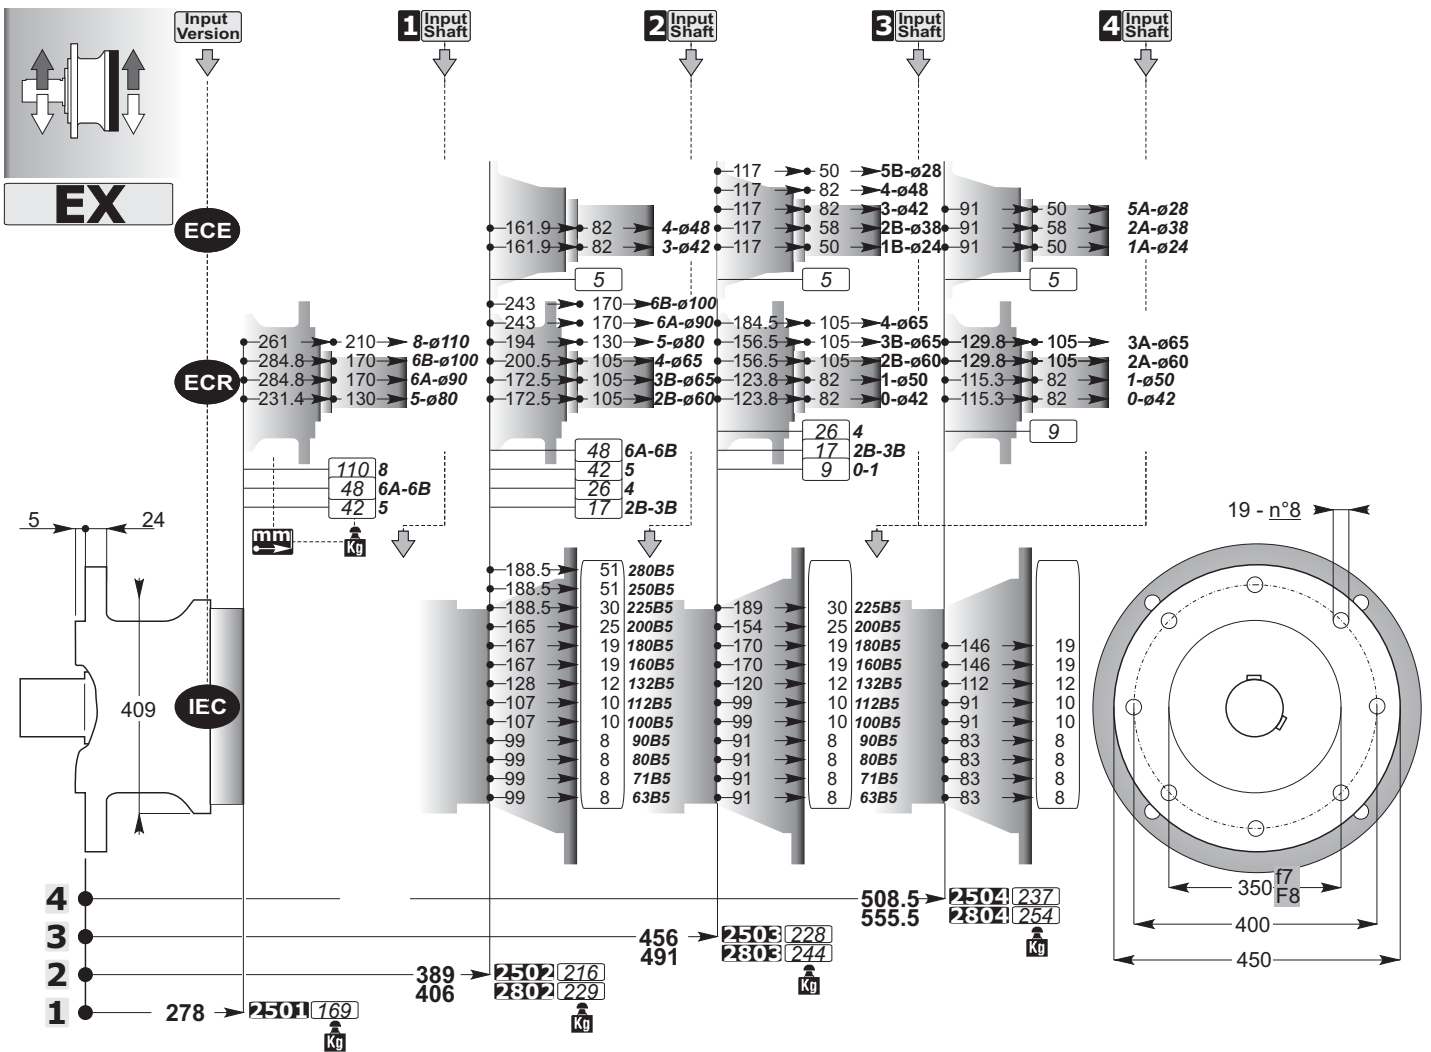 Input
Version
1 Input
Shaft
2 Input
Shaft
3 Input
Shaft
4 Input
Shaft
EX
ECE
161.9 82 4-ø48
161.9 82 3-ø42
5
117 50 5B-ø28
117 82 4-ø48
117 82 3-ø42
117 58 2B-ø38
117 50 1B-ø24
5
91 50 5A-ø28
91 58 2A-ø38
91 50 1A-ø24
5
ECR
261 210 8-ø110
284.8 170 6B-ø100
284.8 170 6A-ø90
231.4 130 5-ø80
110 8
48 6A-6B
42 5
mm
Kg
243 170 6B-ø100
243 170 6A-ø90
194 130 5-ø80
200.5 105 4-ø65
172.5 105 3B-ø65
172.5 105 2B-ø60
48 6A-6B
42 5
26 4
17 2B-3B
184.5 105 4-ø65
156.5 105 3B-ø65
156.5 105 2B-ø60
123.8 82 1-ø50
123.8 82 0-ø42
26 4
17 2B-3B
9 0-1
129.8 105 3A-ø65
129.8 105 2A-ø60
115.3 82 1-ø50
115.3 82 0-ø42
9
5 24
409
IEC
188.5 51 280B5
188.5 51 250B5
188.5 30 225B5
165 25 200B5
167 19 180B5
167 19 160B5
128 12 132B5
107 10 112B5
107 10 100B5
99 8 90B5
99 8 80B5
99 8 71B5
99 8 63B5
189 30 225B5
154 25 200B5
170 19 180B5
170 19 160B5
120 12 132B5
99 10 112B5
99 10 100B5
91 8 90B5
91 8 80B5
91 8 71B5
91 8 63B5
146 19
146 19
112 12
91 10
91 10
83 8
83 8
83 8
83 8
19 - n°8
350 f7
F8
400
450
4 508.5 2504 237
555.5 2804 254
Kg
3 456 2503 228
491 2803 244
Kg
2 389 2502 216
406 2802 229
Kg
1 278 2501 169
Kg